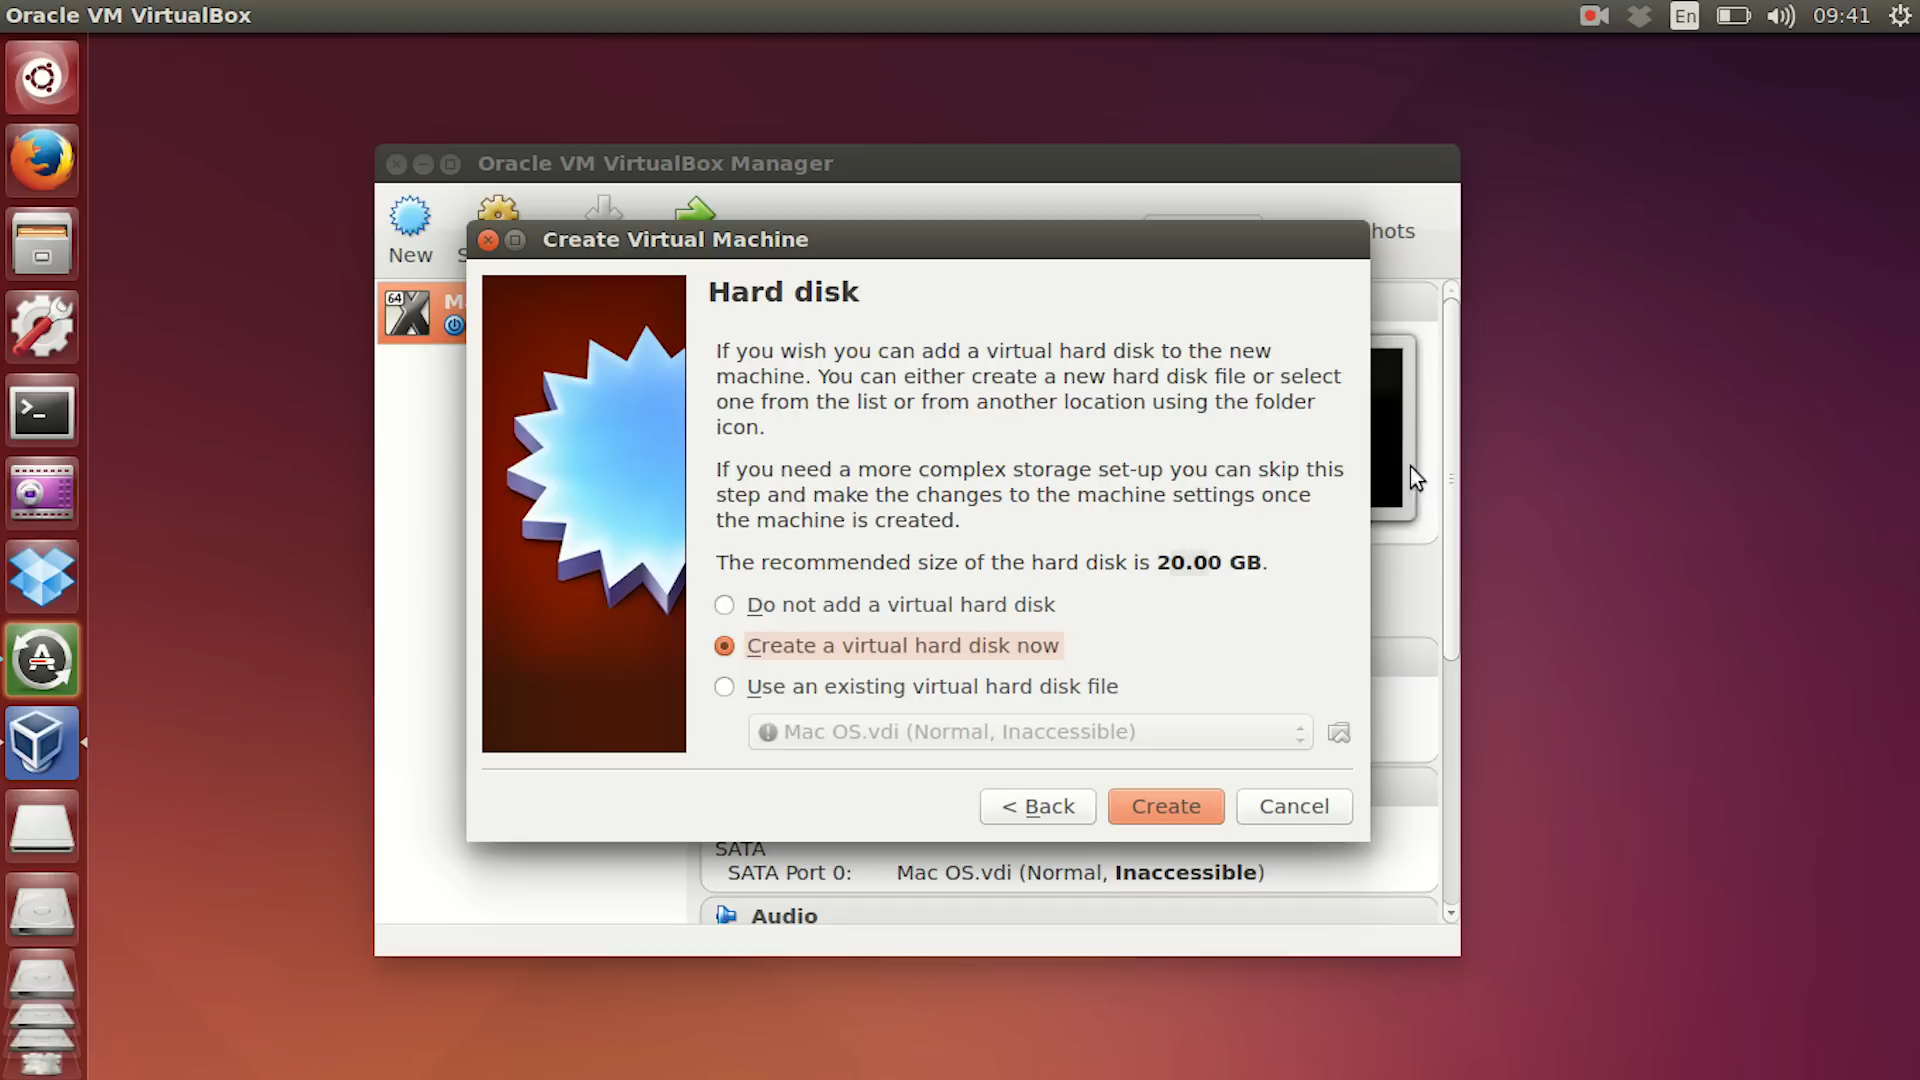 Oracle VM VirtualBox
En
09:41
Oracle VM VirtualBox Manager
New
hots
Create Virtual Machine
64
M
Hard disk
If you wish you can add a virtual hard disk to the new
machine. You can either create a new hard disk file or select
one from the list or from another location using the folder
icon.
If you need a more complex storage set-up you can skip this
step and make the changes to the machine settings once
the machine is created.
The recommended size of the hard disk is 20.00 GB.
Do not add a virtual hard disk
Create a virtual hard disk now
Use an existing virtual hard disk file
Mac OS.vdi (Normal, Inaccessible)
< Back
Create
Cancel
SATA
SATA Port 0: Mac OS.vdi (Normal, Inaccessible)
Audio